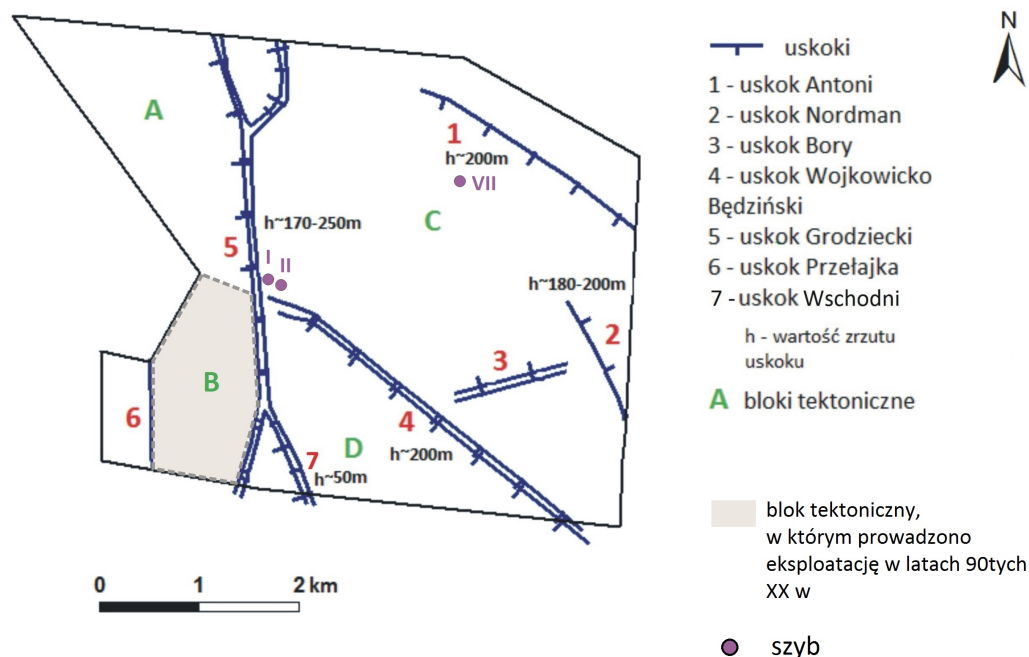 N
uskoki
1 - uskok Antoni
2 - uskok Nordman
3 - uskok Bory
4 - uskok Wojkowicko
Będziński
5 - uskok Grodziecki
6 - uskok Przełajka
7 - uskok Wschodni
h - wartość zrzutu
uskoku
A bloki tektoniczne
blok tektoniczny,
w którym prowadzono
eksploatację w latach 90tych
XX w
szyb
A
1
h~200m
VII
C
h~170-250m
5
I
II
h~180-200m
2
3
B
6
4
D
h~200m
7
h~50m
0 1 2 km